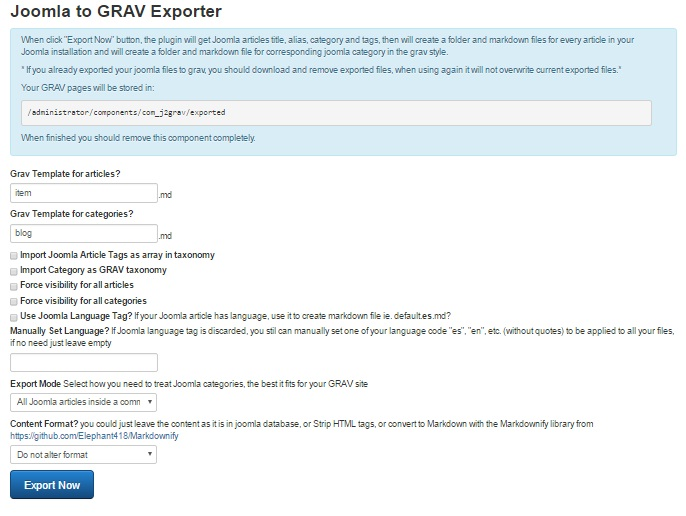 Joomla to GRAV Exporter
When click "Export Now" button, the plugin will get Joomla articles title, alias, category and tags, then will create a folder and markdown files for every article in your
Joomla installation and will create a folder and markdown file for corresponding joomla category in the grav style.
* If you already exported your joomla files to grav, you should download and remove exported files, when using again it will not overwrite current exported files.*
Your GRAV pages will be stored in:
/administrator/components/com_j2grav/exported
When finished you should remove this component completely.
Grav Template for articles?
item .md
Grav Template for categories?
blog .md
Import Joomla Article Tags as array in taxonomy
Import Category as GRAV taxonomy
Force visibility for all articles
Force visibility for all categories
Use Joomla Language Tag? If your Joomla article has language, use it to create markdown file ie. default.es.md?
Manually Set Language? If Joomla language tag is discarded, you still can manually set one of your language code "es", "en", etc. (without quotes) to be applied to all your files,
if no need just leave empty
Export Mode Select how you need to treat Joomla categories, the best it fits for your GRAV site
All Joomla articles inside a comn
Content Format? you could just leave the content as it is in joomla database, or Strip HTML tags, or convert to Markdown with the Markdownify library from
https://github.com/Elephant418/Markdownify
Do not alter format
Export Now